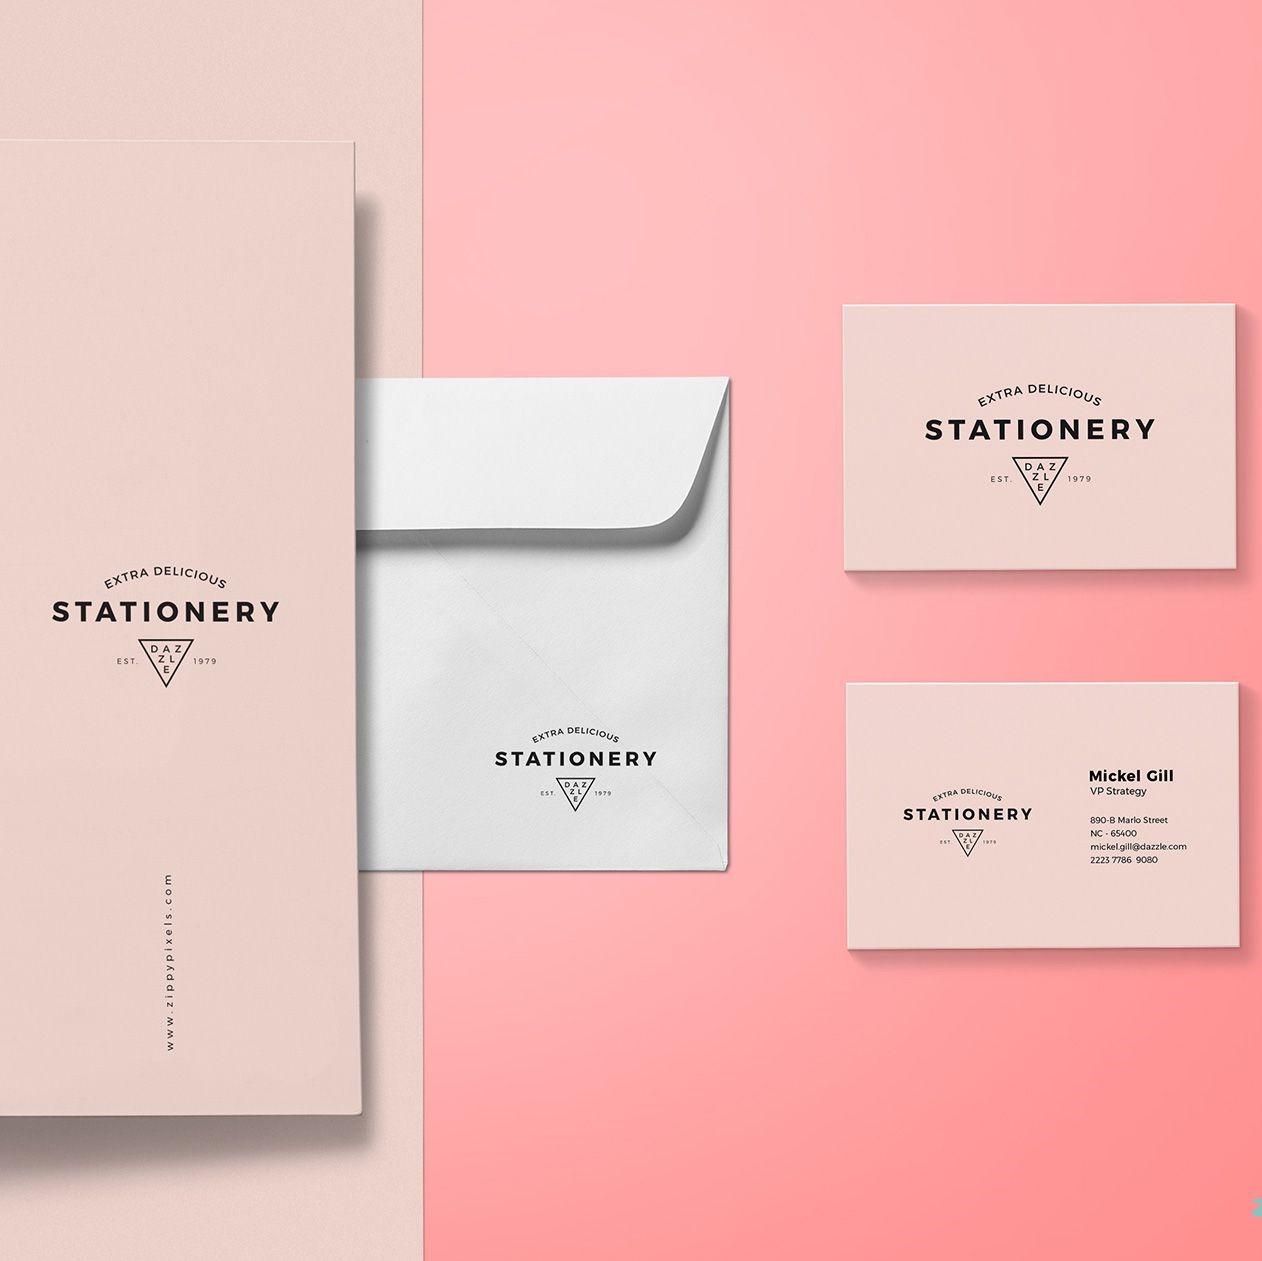 EXTRA DELICIOUS
STATIONERY
DAZ
ZL
E
EST. 1979
www.zippypixels.com
EXTRA DELICIOUS
STATIONERY
DAZ
ZL
E
EST. 1979
EXTRA DELICIOUS
STATIONERY
DAZ
ZL
E
EST. 1979
EXTRA DELICIOUS
STATIONERY
DAZ
ZL
E
EST. 1979
Mickel Gill
VP Strategy
890-B Marlo Street
NC - 65400
mickel.gill@dazzle.com
2223 7786 9080